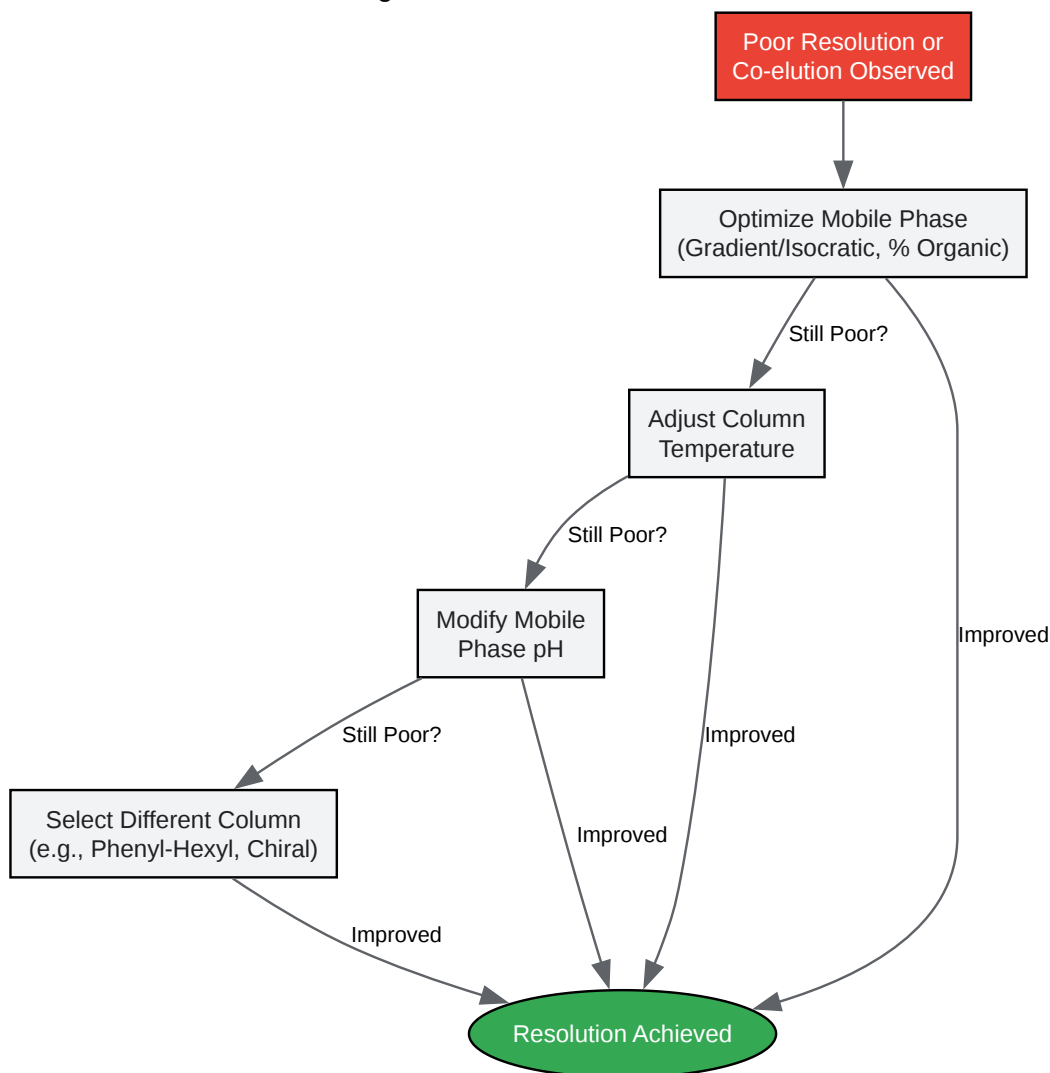 Poor Resolution or
Co-elution Observed
Optimize Mobile Phase
(Gradient/Isocratic, % Organic)
Still Poor?
Adjust Column
Temperature
Still Poor?
Modify Mobile
Phase pH
Improved
Still Poor?
Improved
Select Different Column
(e.g., Phenyl-Hexyl, Chiral)
Improved
Improved
Resolution Achieved